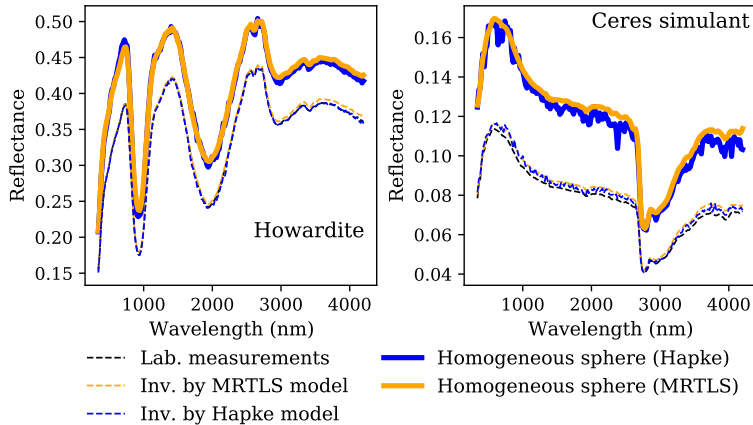 Ceres simulant
Howardite
Reflectance
0.50
0.45
0.40
0.35
0.30
0.25
0.20
0.15
1000 2000 3000 4000
Wavelength (nm)
Reflectance
0.16
0.14
0.12
0.10
0.08
0.06
0.04
1000 2000 3000 4000
Wavelength (nm)
Lab. measurements
Inv. by MRTLS model
Inv. by Hapke model
Homogeneous sphere (Hapke)
Homogeneous sphere (MRTLS)